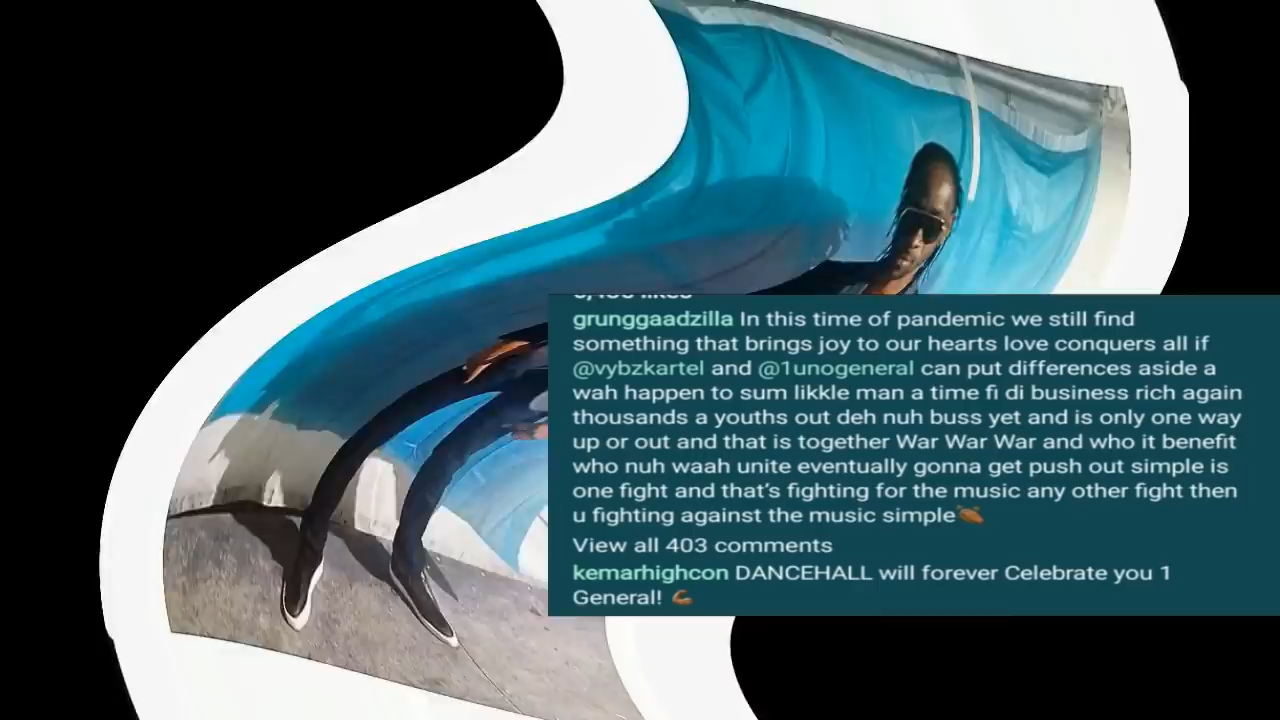 grunggaadzilla In this time of pandemic we still find
something that brings joy to our hearts love conquers all if
@vybzkartel and @1unogeneral can put differences aside a
wah happen to sum likkle man a time fi di business rich again
thousands a youths out deh nuh buss yet and is only one way
up or out and that is together War War War and who it benefit
who nuh waah unite eventually gonna get push out simple is
one fight and that's fighting for the music any other fight then
u fighting against the music simple
View all 403 comments
kemarhighcon DANCEHALL will forever Celebrate you 1
General! 💪🏾